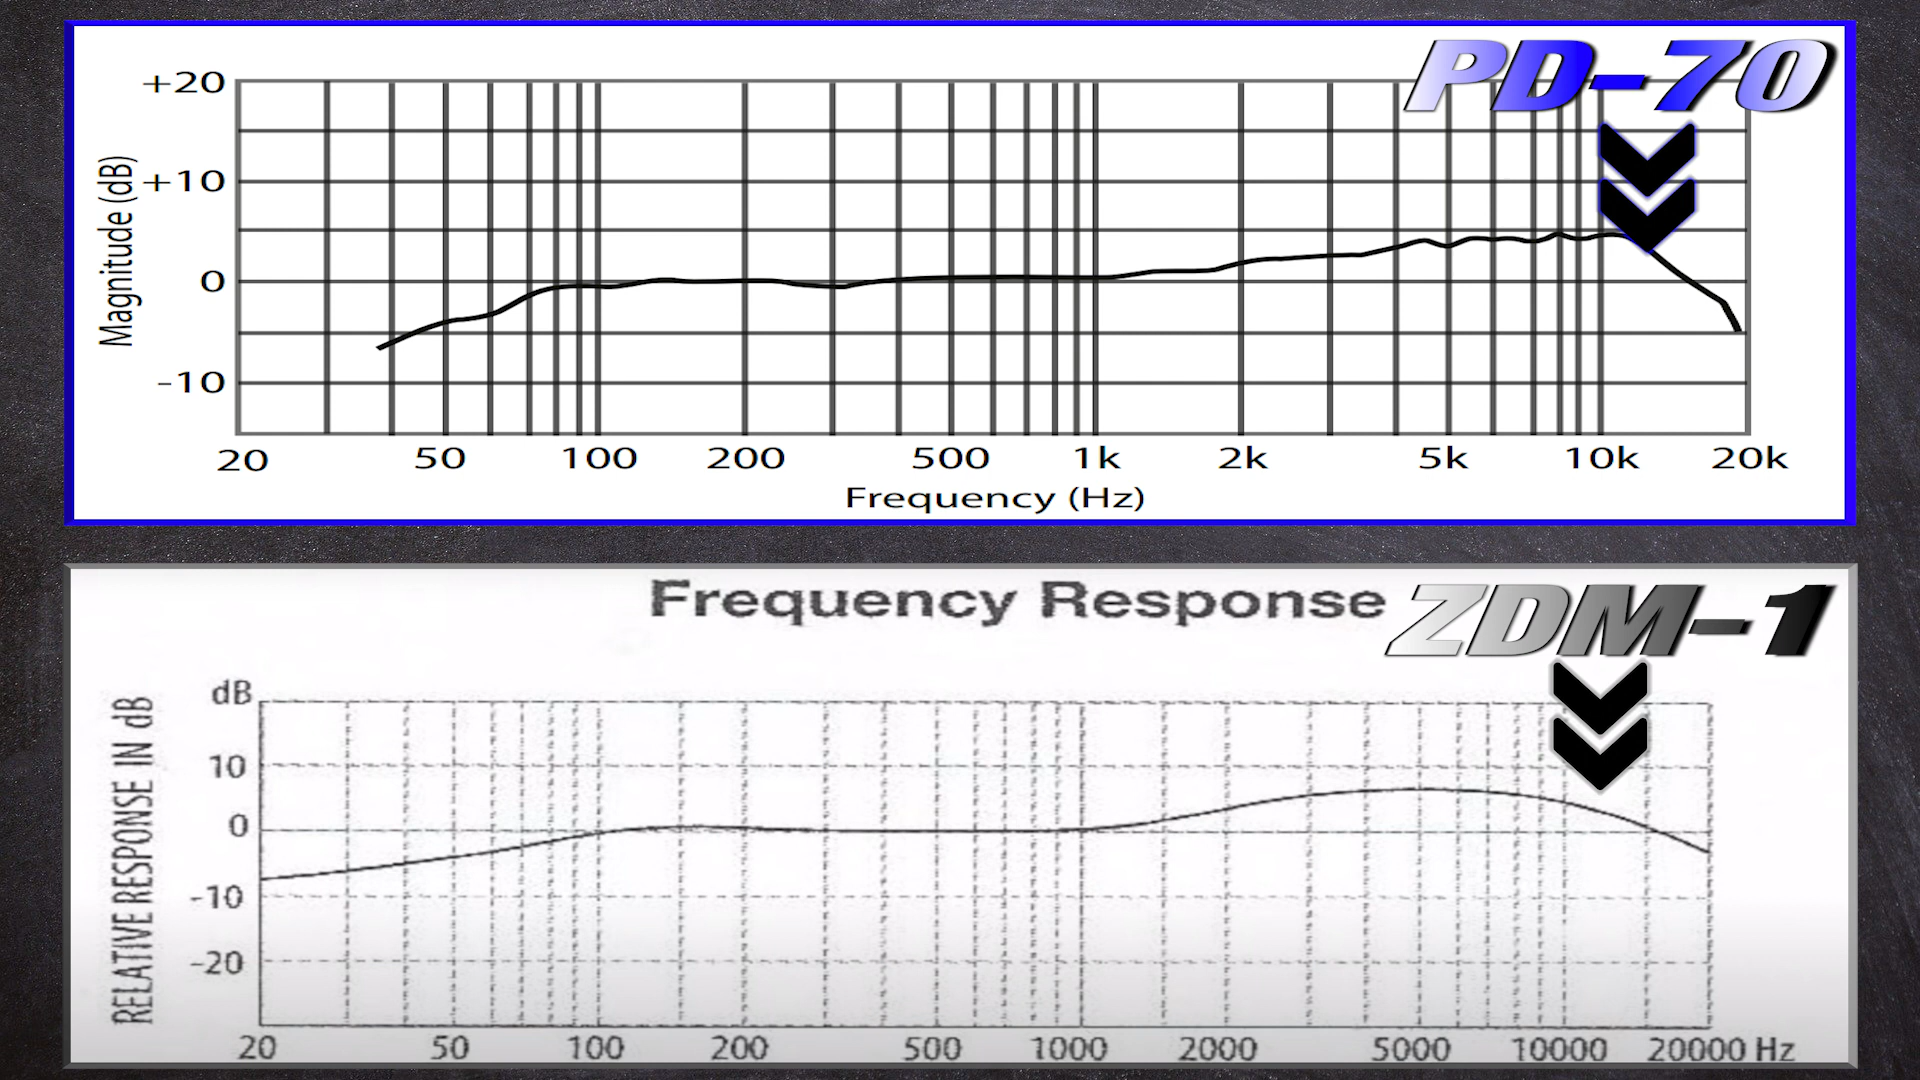 PD-70
+20
+10
0
-10
Magnitude (dB)
20 50 100 200 500 1k 2k 5k 10k 20k
Frequency (Hz)
Frequency Response
ZDM-1
dB
10
0
-10
-20
RELATIVE RESPONSE IN dB
20 50 100 200 500 1000 2000 5000 10000 20000 Hz